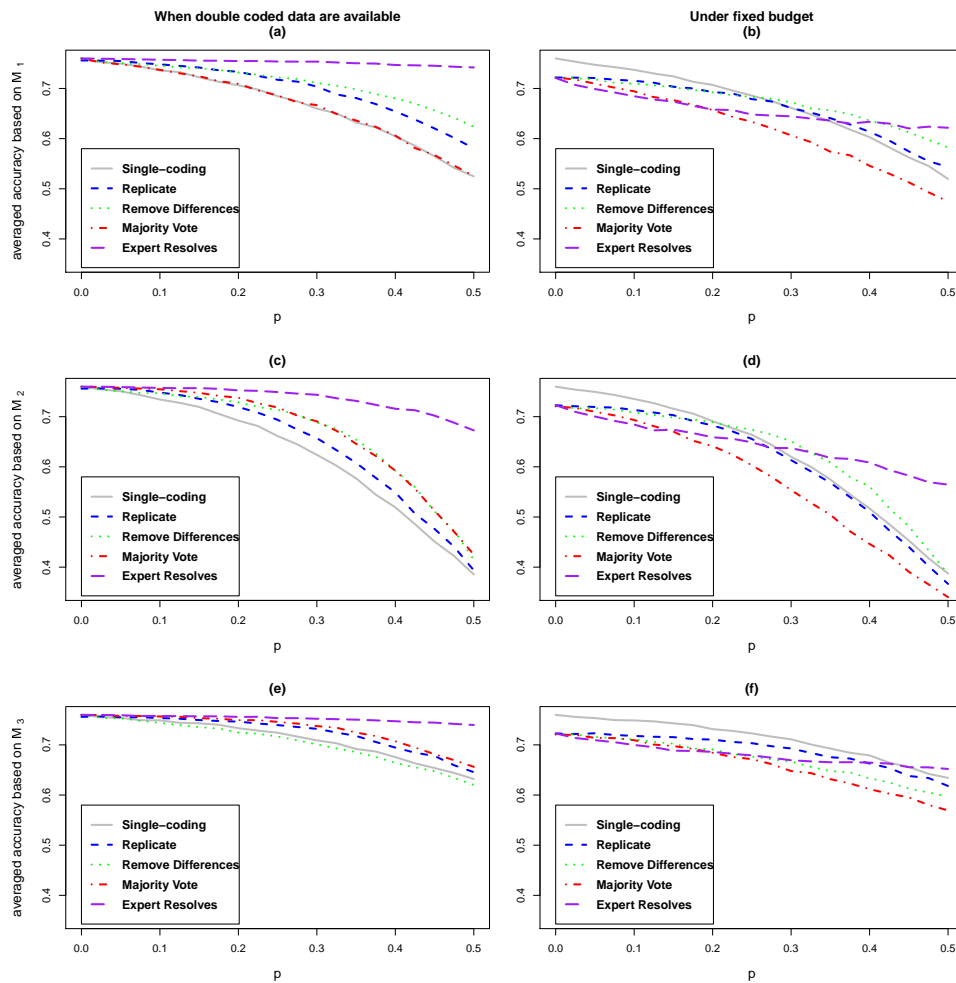 When double coded data are available
(a)
averaged accuracy based on M 1
0.7
0.6
0.5
0.4
Single−coding
Replicate
Remove Differences
Majority Vote
Expert Resolves
0.0 0.1 0.2 0.3 0.4 0.5
p
Under fixed budget
(b)
0.7
0.6
0.5
0.4
Single−coding
Replicate
Remove Differences
Majority Vote
Expert Resolves
0.0 0.1 0.2 0.3 0.4 0.5
p
(c)
averaged accuracy based on M 2
0.7
0.6
0.5
0.4
Single−coding
Replicate
Remove Differences
Majority Vote
Expert Resolves
0.0 0.1 0.2 0.3 0.4 0.5
p
(d)
0.7
0.6
0.5
0.4
Single−coding
Replicate
Remove Differences
Majority Vote
Expert Resolves
0.0 0.1 0.2 0.3 0.4 0.5
p
(e)
averaged accuracy based on M 3
0.7
0.6
0.5
0.4
Single−coding
Replicate
Remove Differences
Majority Vote
Expert Resolves
0.0 0.1 0.2 0.3 0.4 0.5
p
(f)
0.7
0.6
0.5
0.4
Single−coding
Replicate
Remove Differences
Majority Vote
Expert Resolves
0.0 0.1 0.2 0.3 0.4 0.5
p